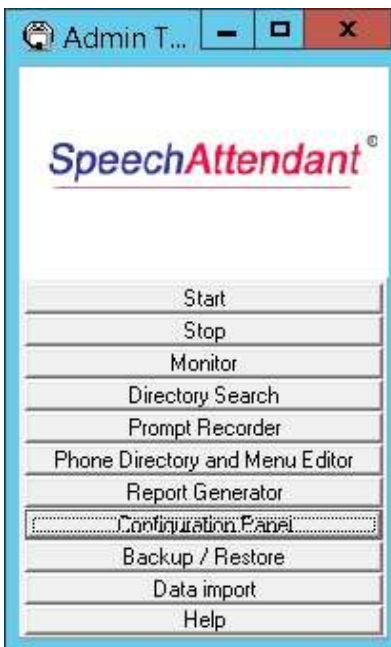 Admin T...
SpeechAttendant®
Start
Stop
Monitor
Directory Search
Prompt Recorder
Phone Directory and Menu Editor
Report Generator
Configuration Panel
Backup / Restore
Data import
Help